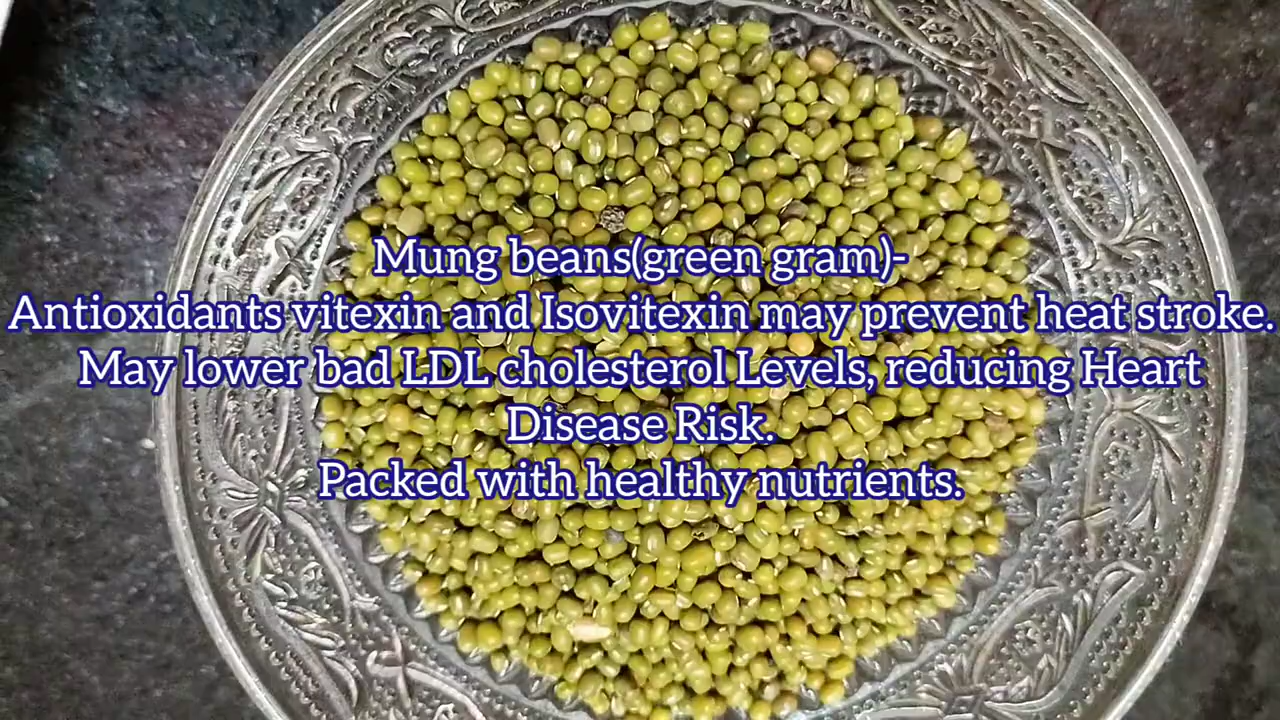 Mung beans(green gram)-
Antioxidants vitexin and Isovitexin may prevent heat stroke.
May lower bad LDL cholesterol Levels, reducing Heart
Disease Risk.
Packed with healthy nutrients.